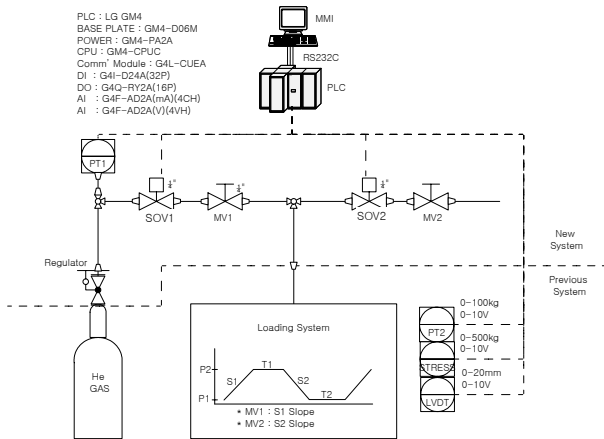 PLC : LG GM4
BASE PLATE : GM4-D06M
POWER : GM4-PA2A
CPU : GM4-CPUC
Comm' Module : G4L-CUEA
DI : G4I-D24A(32P)
DO : G4Q-RY2A(16P)
AI : G4F-AD2A(mA)(4CH)
AI : G4F-AD2A(V)(4VH)
MMI
RS232C
PLC
PT1
SOV1
MV1
SOV2
MV2
New
System
Previous
System
Regulator
He
GAS
Loading System
P2
P1
S1
T1
S2
T2
* MV1 : S1 Slope
* MV2 : S2 Slope
0-100kg
0-10V
PT2
0-500kg
0-10V
STRESS
0-20mm
0-10V
LVDT